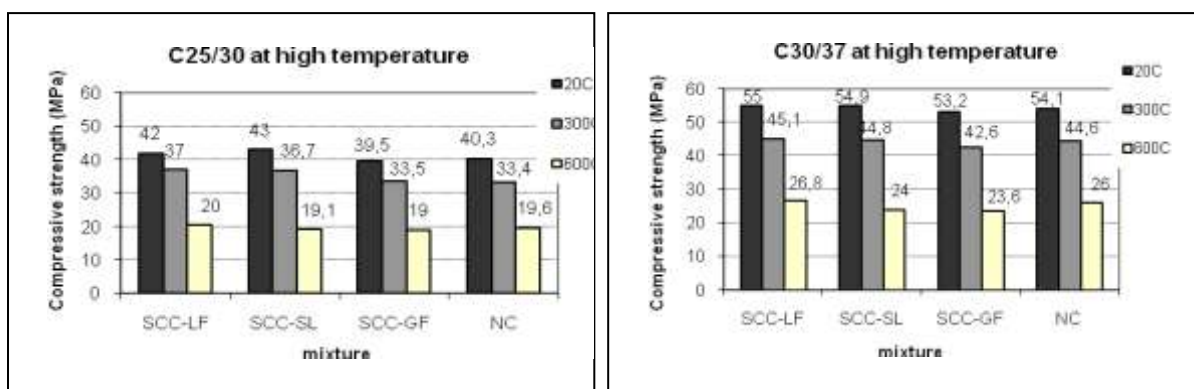 C25/30 at high temperature
Compressive strength (MPa)
60
50
40
30
20
10
0
42
37
20
43
36,7
19,1
39,5
33,5
19
40,3
33,4
19,6
20C
300C
600C
SCC-LF
SCC-SL
SCC-GF
NC
mixture
C30/37 at high temperature
Compressive strength (MPa)
60
50
40
30
20
10
0
55
45,1
26,8
54,9
44,8
24
53,2
42,6
23,6
54,1
44,6
26
20C
300C
600C
SCC-LF
SCC-SL
SCC-GF
NC
mixture